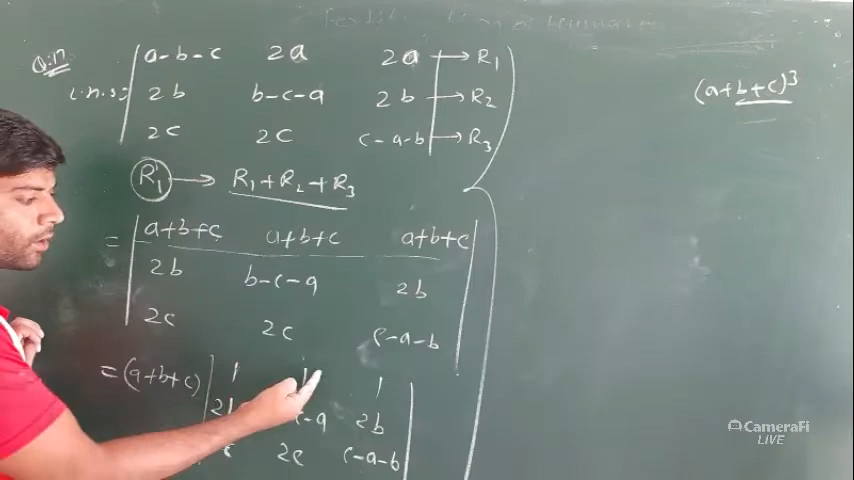 Q.n
L.H.S= | a-b-c 2a 2a | → R₁
2b b-c-a 2b → R₂
2c 2c c-a-b → R₃
(a+b+c)³
R₁ → R₁+R₂+R₃
= | a+b+c a+b+c a+b+c |
2b b-c-a 2b
2c 2c c-a-b
= (a+b+c) | 1 1 1 |
2b
2c c-a-b
CameraFi
LIVE